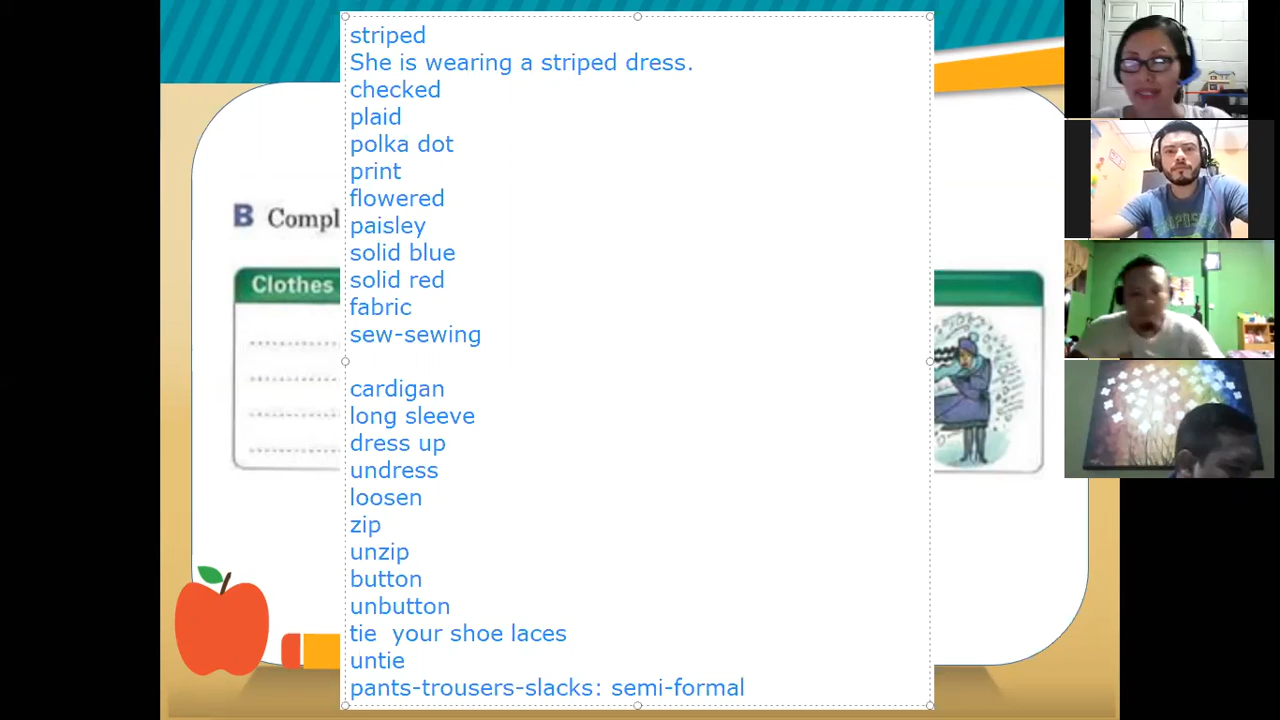 striped
She is wearing a striped dress.
checked
plaid
polka dot
print
flowered
paisley
solid blue
solid red
fabric
sew-sewing
cardigan
long sleeve
dress up
undress
loosen
zip
unzip
button
unbutton
tie  your shoe laces
untie
pants-trousers-slacks: semi-formal
B Compl
Clothes